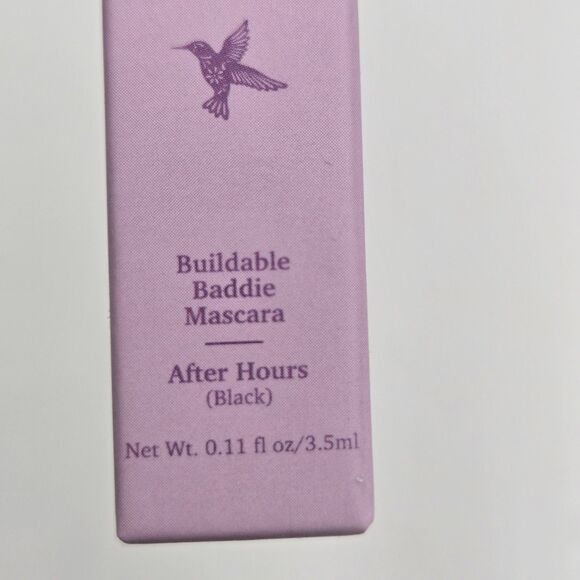 Buildable
Baddie
Mascara
After Hours
(Black)
Net Wt. 0.11 fl oz/3.5ml